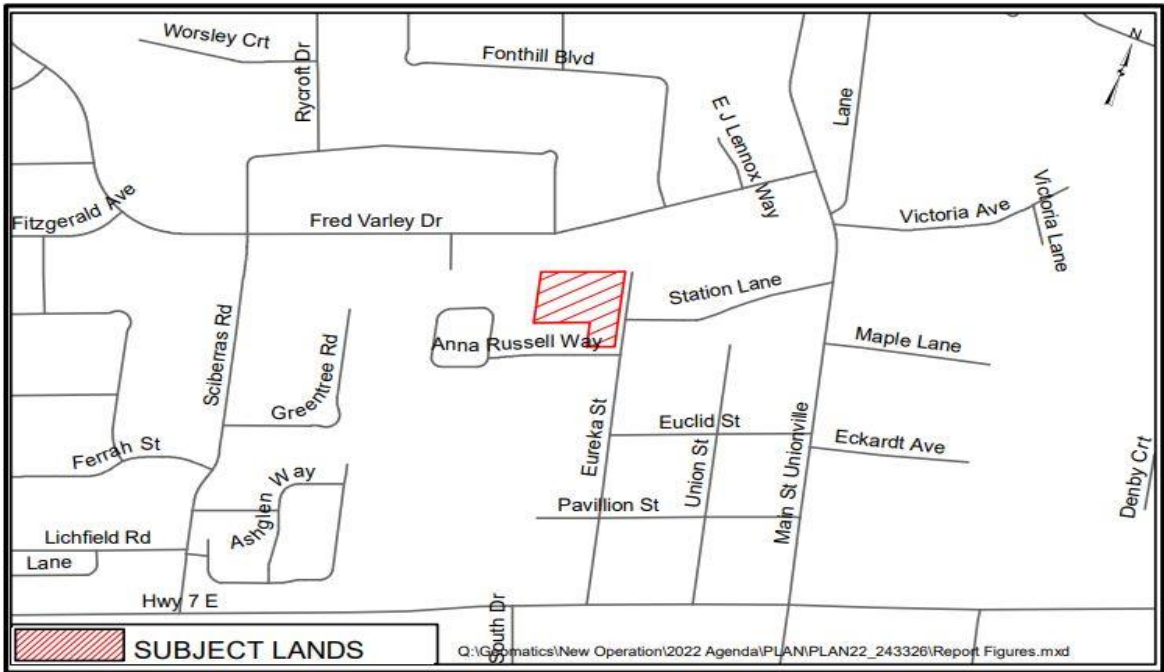 Worsley Crt
Rycroft Dr
Fonthill Blvd
N
E J Lennox Way
Lane
Fitzgerald Ave
Fred Varley Dr
Victoria Ave
Victoria Lane
Station Lane
Sciberras Rd
Anna Russell Way
Maple Lane
Greentree Rd
Eureka St
Euclid St
Union St
Main St Unionville
Eckardt Ave
Ferrah St
Denby Crt
Ashglen Way
Pavillion St
Lichfield Rd
Lane
Hwy 7 E
South Dr
SUBJECT LANDS
Q:\Geomatics\New Operation\2022 Agenda\PLAN\PLAN22_243326\Report Figures.mxd